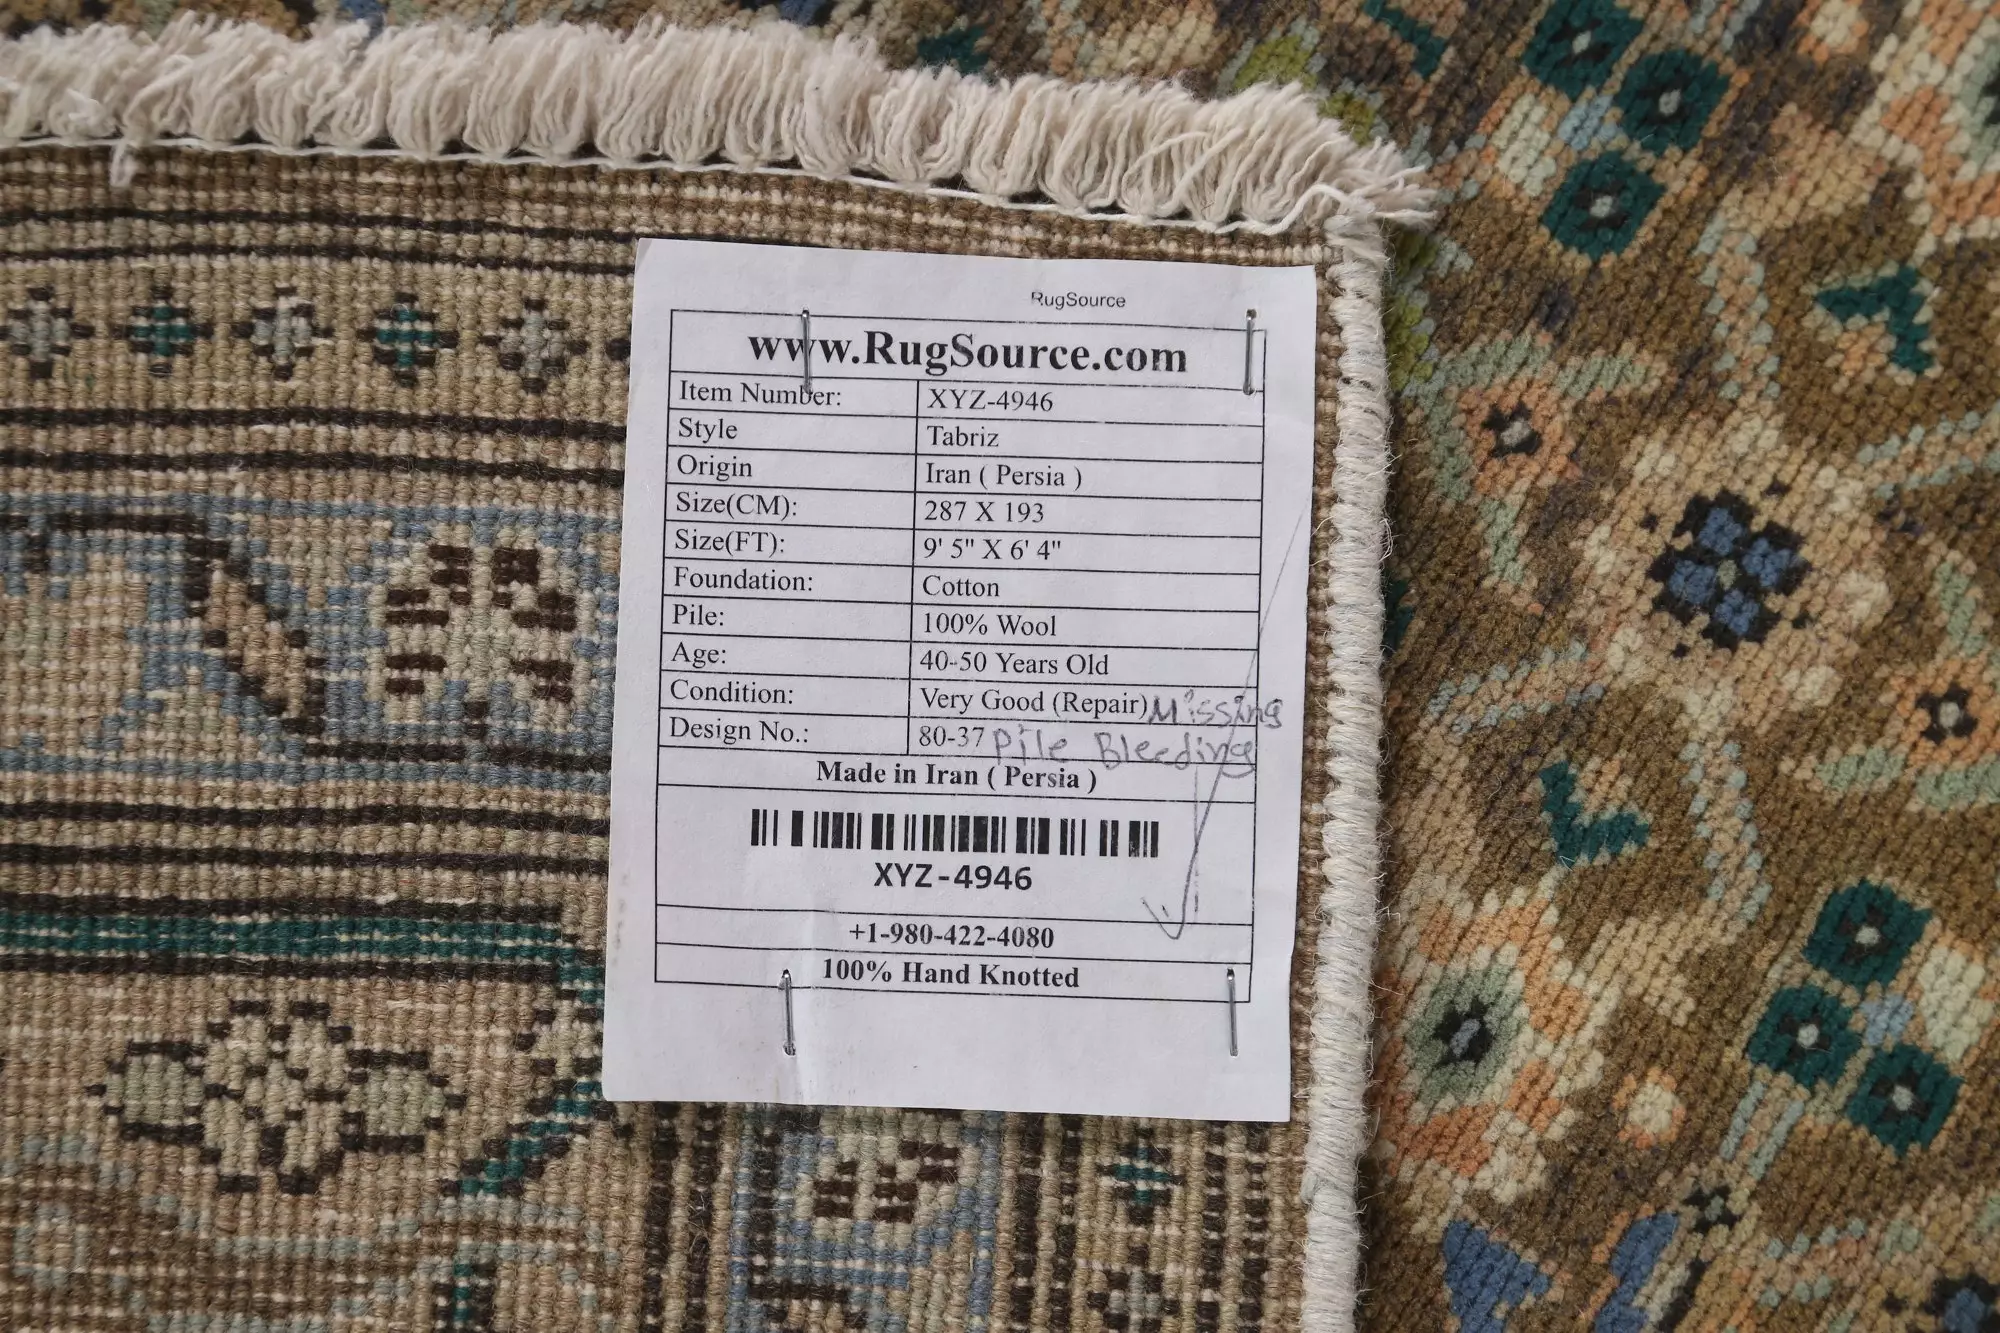 RugSource
www.RugSource.com
Item Number: XYZ-4946
Style Tabriz
Origin Iran ( Persia )
Size(CM): 287 X 193
Size(FT): 9' 5" X 6' 4"
Foundation: Cotton
Pile: 100% Wool
Age: 40-50 Years Old
Condition: Very Good (Repair) Missing
Design No.: 80-37 Pile Bleeding
Made in Iran ( Persia )
XYZ-4946
+1-980-422-4080
100% Hand Knotted